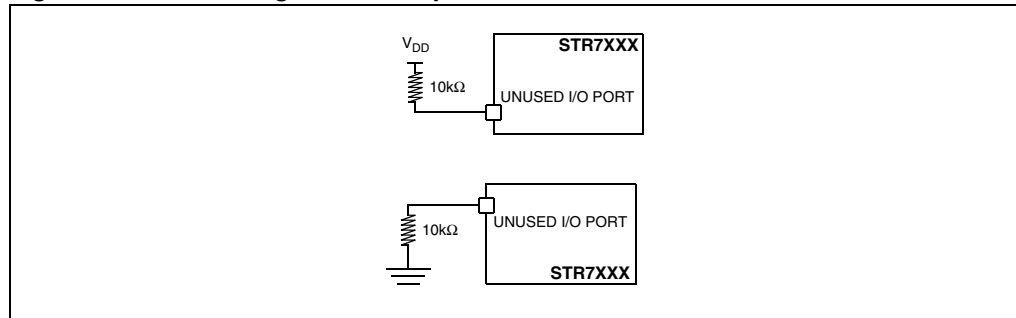 V_DD
STR7XXX
10kΩ
UNUSED I/O PORT
10kΩ
UNUSED I/O PORT
STR7XXX